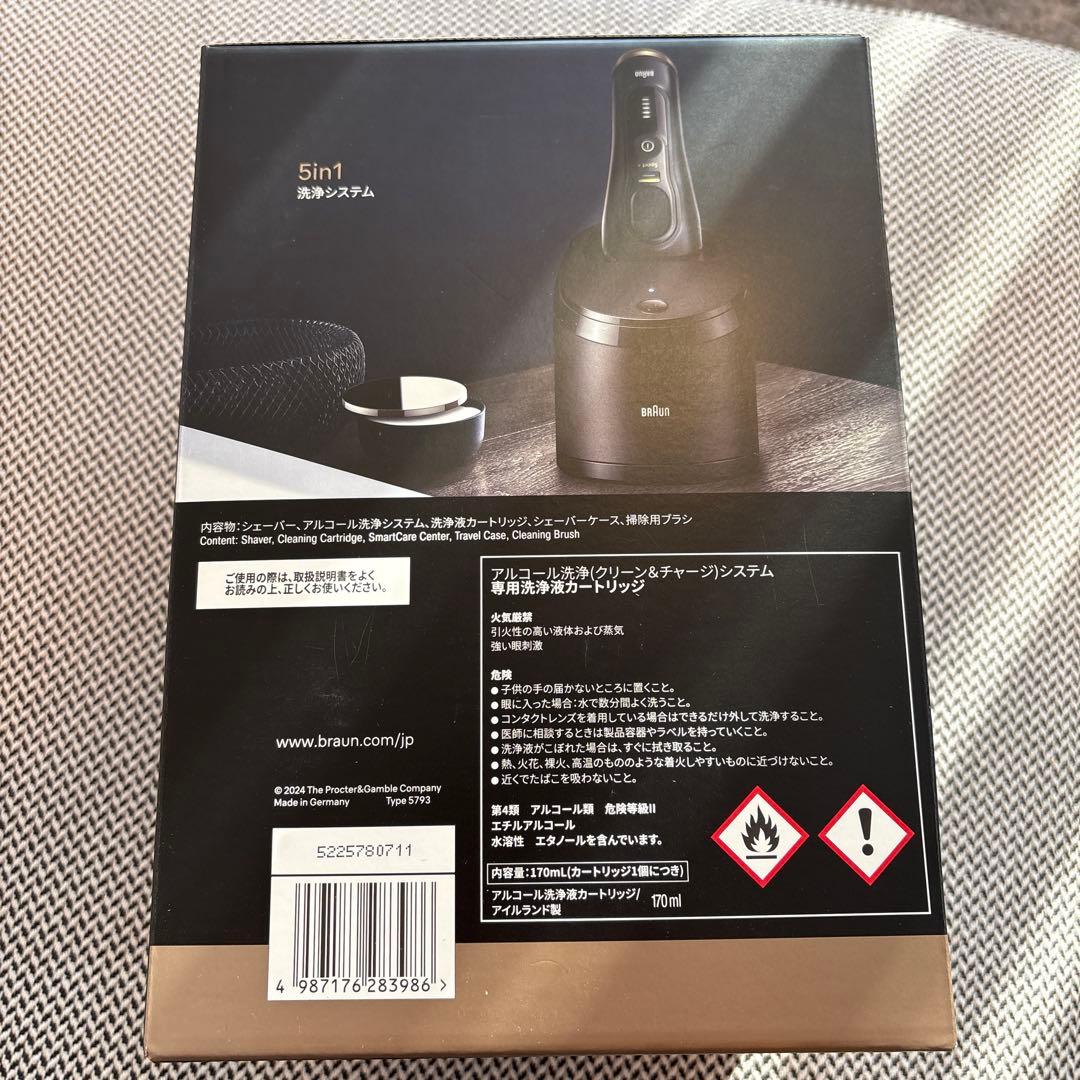 BRAUN
Sport +
5in1
洗浄システム
BRAUN
内容物：シェーバー、アルコール洗浄システム、洗浄液カートリッジ、シェーバーケース、掃除用ブラシ
Content: Shaver, Cleaning Cartridge, SmartCare Center, Travel Case, Cleaning Brush
ご使用の際は、取扱説明書をよく
お読みの上、正しくお使いください。
www.braun.com/jp
© 2024 The Procter&Gamble Company
Made in Germany Type 5793
5225780711
4 987176 283986 >
アルコール洗浄(クリーン&チャージ)システム
専用洗浄液カートリッジ
火気厳禁
引火性の高い液体および蒸気
強い眼刺激
危険
● 子供の手の届かないところに置くこと。
● 眼に入った場合：水で数分間よく洗うこと。
● コンタクトレンズを着用している場合はできるだけ外して洗浄すること。
● 医師に相談するときは製品容器やラベルを持っていくこと。
● 洗浄液がこぼれた場合は、すぐに拭き取ること。
● 熱、火花、裸火、高温のもののような着火しやすいものに近づけないこと。
● 近くでたばこを吸わないこと。
第4類 アルコール類 危険等級II
エチルアルコール
水溶性 エタノールを含んでいます。
内容量：170mL(カートリッジ1個につき)
アルコール洗浄液カートリッジ/
アイルランド製
170 ml